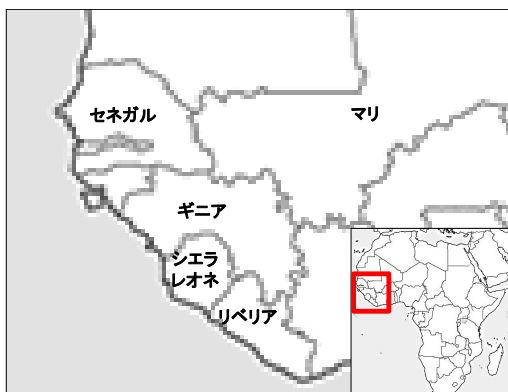 セネガル
マリ
ギニア
シエラ
レオネ
リベリア